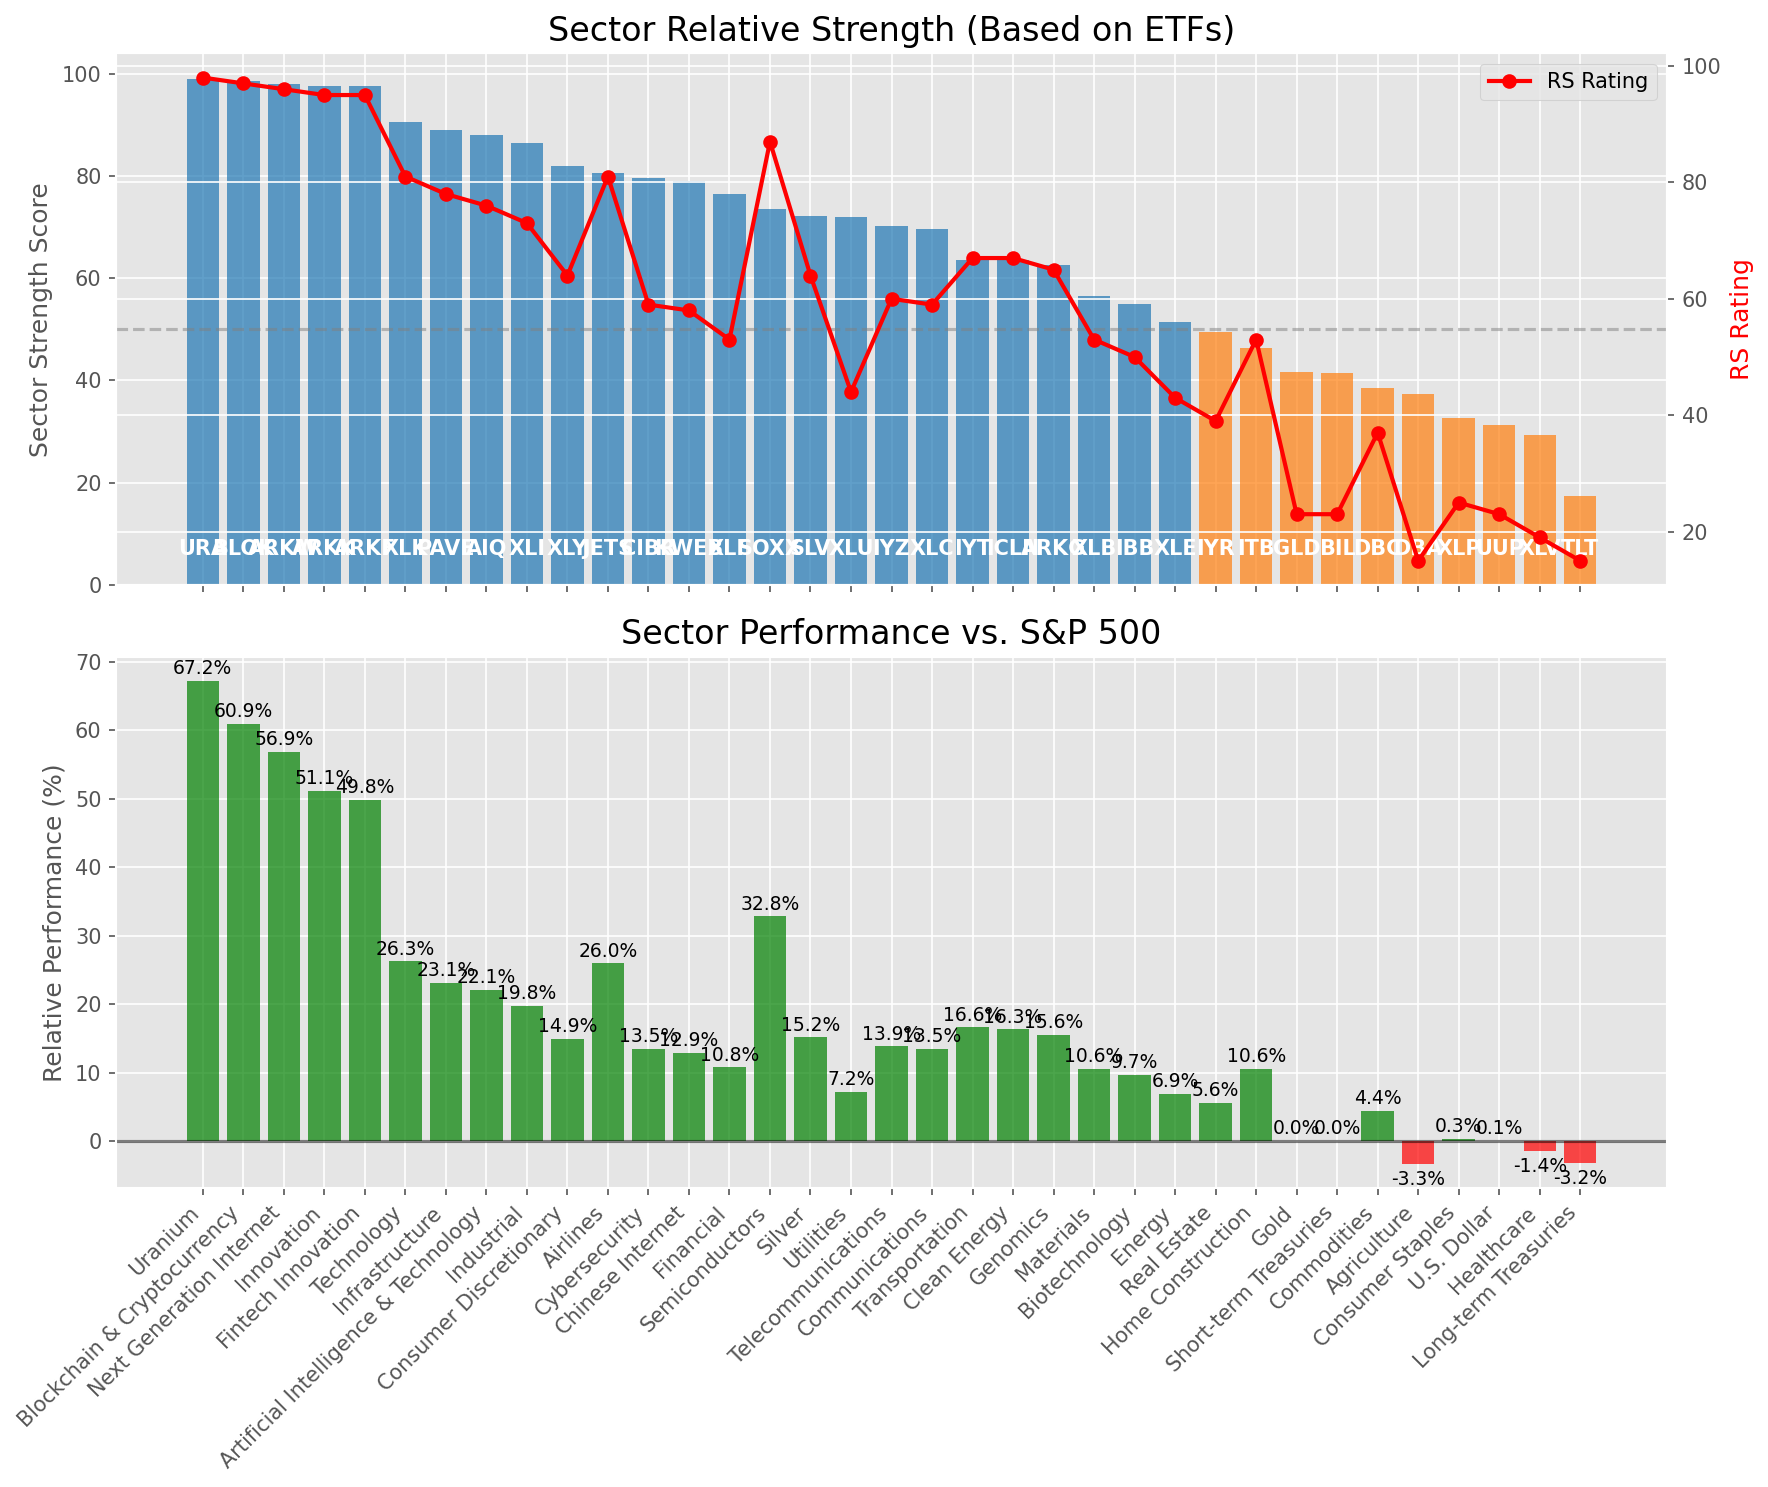 Sector Relative Strength (Based on ETFs)
Sector Strength Score
100
80
60
40
20
0
RS Rating
100
80
60
40
20
RS Rating
XLI
XLY
JETS
XLU
IYZ
XLC
IYT
XLB
IBB
XLE
IYR
ITB
GLD
BIL
DBC
XLP
TLT
Sector Performance vs. S&P 500
Relative Performance (%)
70
60
50
40
30
20
10
0
67.2%
60.9%
56.9%
51.1%
49.8%
26.3%
23.1%
22.1%
19.8%
14.9%
26.0%
13.5%
12.9%
10.8%
32.8%
15.2%
7.2%
13.9%
13.5%
16.6%
16.3%
15.6%
10.6%
9.7%
6.9%
5.6%
10.6%
0.0%
0.0%
4.4%
-3.3%
0.3%
0.1%
-1.4%
-3.2%
Uranium
Blockchain & Cryptocurrency
Next Generation Internet
Innovation
Fintech Innovation
Technology
Infrastructure
Artificial Intelligence & Technology
Industrial
Consumer Discretionary
Airlines
Cybersecurity
Chinese Internet
Financial
Semiconductors
Silver
Utilities
Telecommunications
Communications
Transportation
Clean Energy
Genomics
Materials
Biotechnology
Energy
Real Estate
Home Construction
Gold
Short-term Treasuries
Commodities
Agriculture
Consumer Staples
U.S. Dollar
Healthcare
Long-term Treasuries